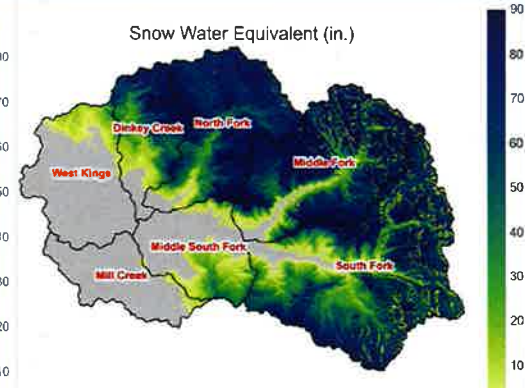 Snow Water Equivalent (in.)
90
80
70
60
50
40
30
20
10
Dinkey Creek
North Fork
Middle Fork
West Kings
Middle South Fork
South Fork
Mill Creek